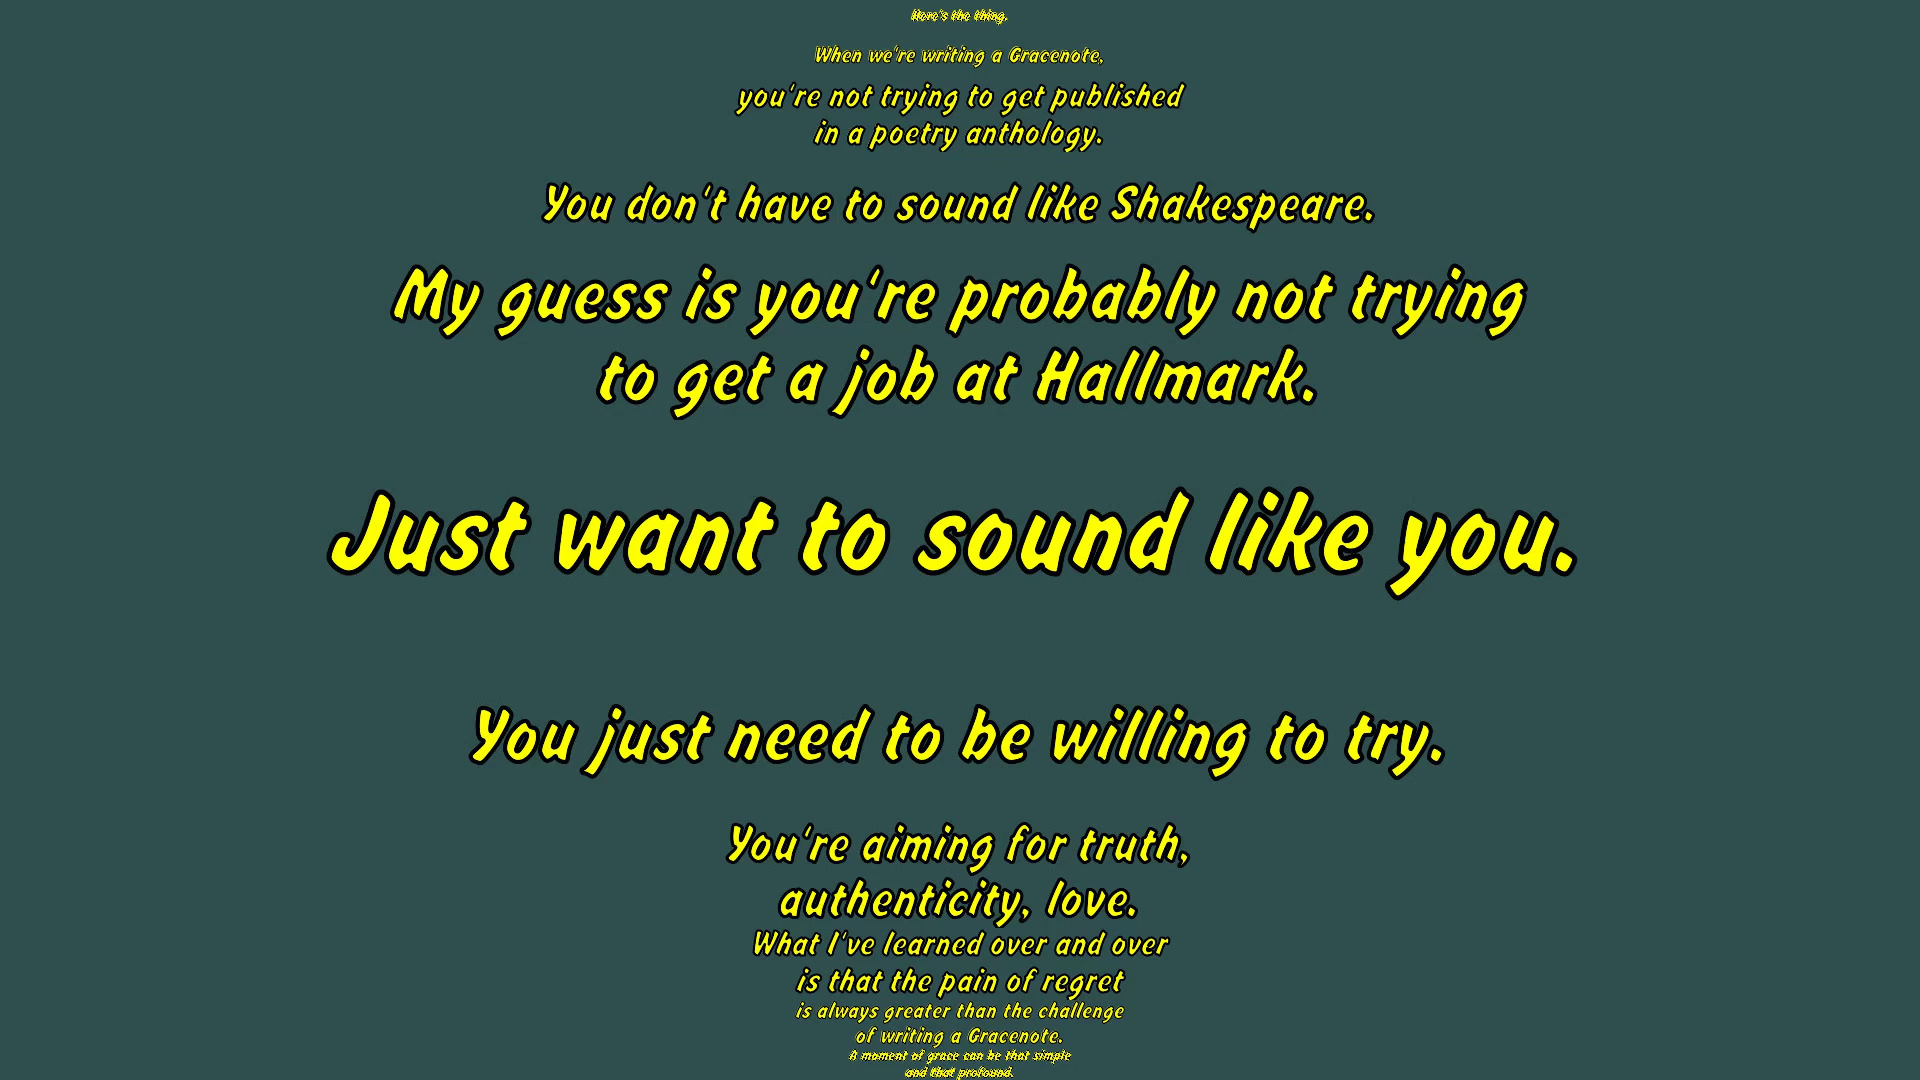 Here's the thing.
When we're writing a Gracenote,
you're not trying to get published
in a poetry anthology.
You don't have to sound like Shakespeare.
My guess is you're probably not trying
to get a job at Hallmark.
Just want to sound like you.
You just need to be willing to try.
You're aiming for truth,
authenticity, love.
What I've learned over and over
is that the pain of regret
is always greater than the challenge
of writing a Gracenote.
A moment of grace can be that simple
and that profound.